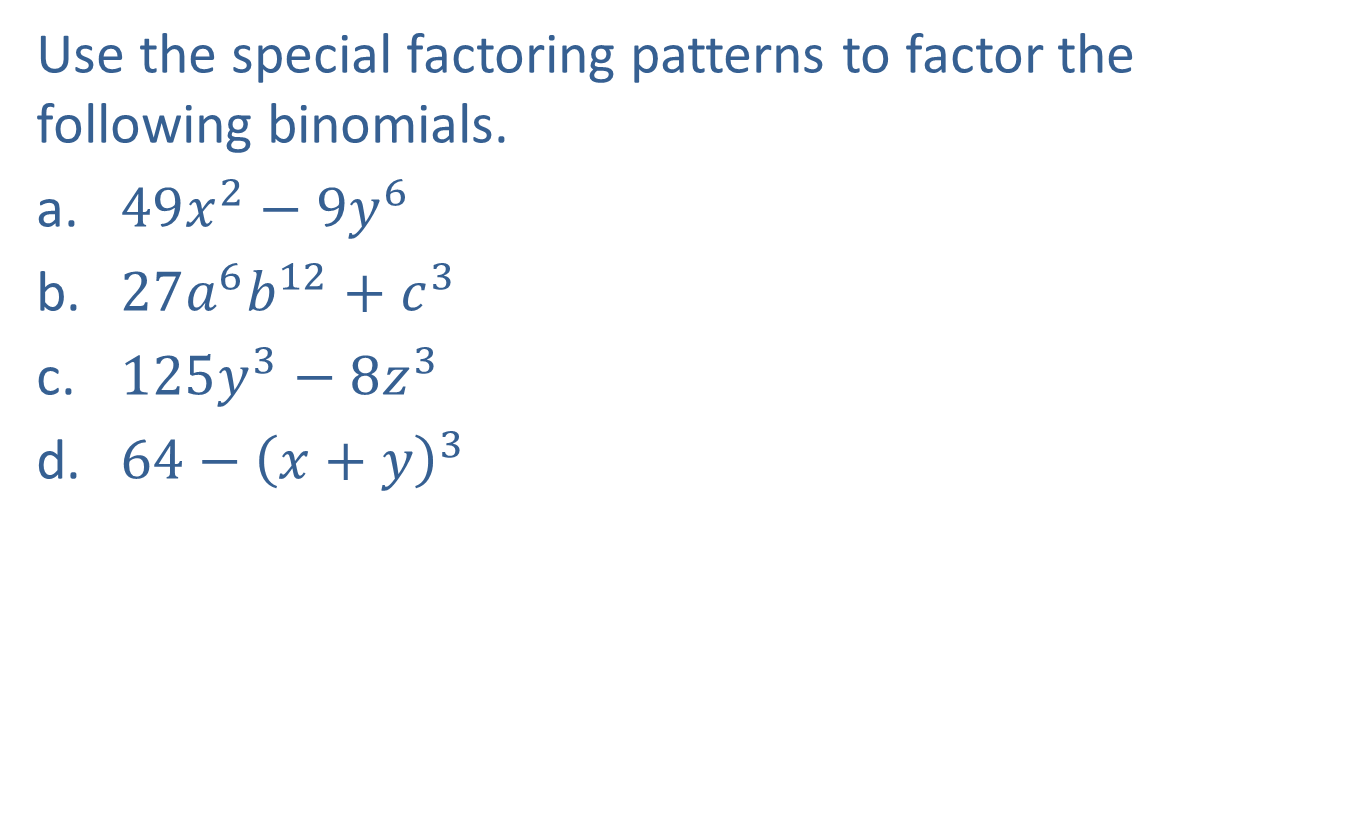 Use the special factoring patterns to factor the
following binomials.
a. 49x² − 9y⁶
b. 27a⁶b¹² + c³
c. 125y³ − 8z³
d. 64 − (x + y)³